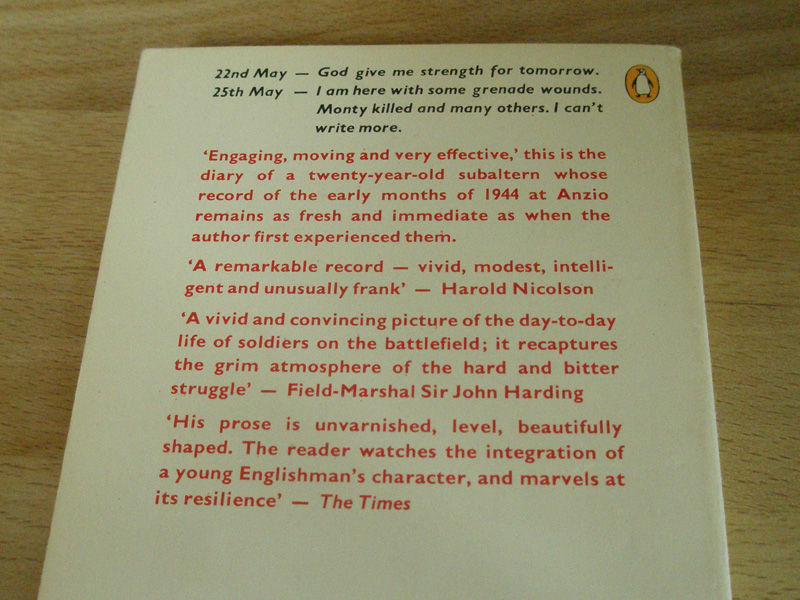 22nd May — God give me strength for tomorrow.
25th May — I am here with some grenade wounds.
Monty killed and many others. I can't
write more.
'Engaging, moving and very effective,' this is the
diary of a twenty-year-old subaltern whose
record of the early months of 1944 at Anzio
remains as fresh and immediate as when the
author first experienced them.
'A remarkable record — vivid, modest, intelli-
gent and unusually frank' — Harold Nicolson
'A vivid and convincing picture of the day-to-day
life of soldiers on the battlefield; it recaptures
the grim atmosphere of the hard and bitter
struggle' — Field-Marshal Sir John Harding
'His prose is unvarnished, level, beautifully
shaped. The reader watches the integration of
a young Englishman's character, and marvels at
its resilience' — The Times